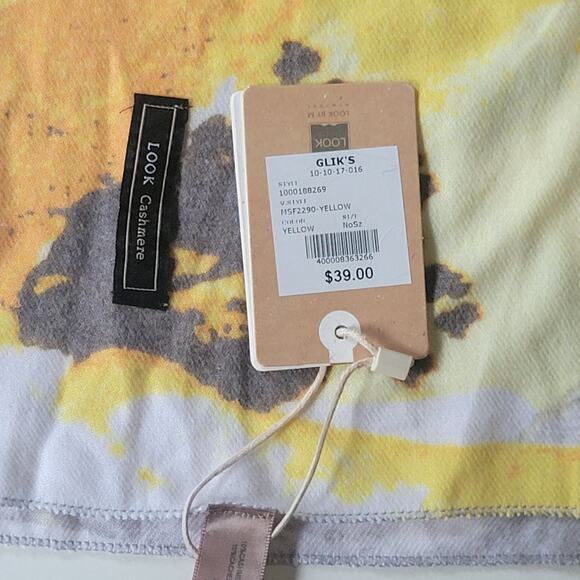 LOOK Cashmere
LOOK BY M
LOOK
GLIK'S
10-10-17-016
STYLE
1000188269
V.STYLE
MSF2290-YELLOW
COLOR SIZE
YELLOW NoSz
400008363266
$39.00